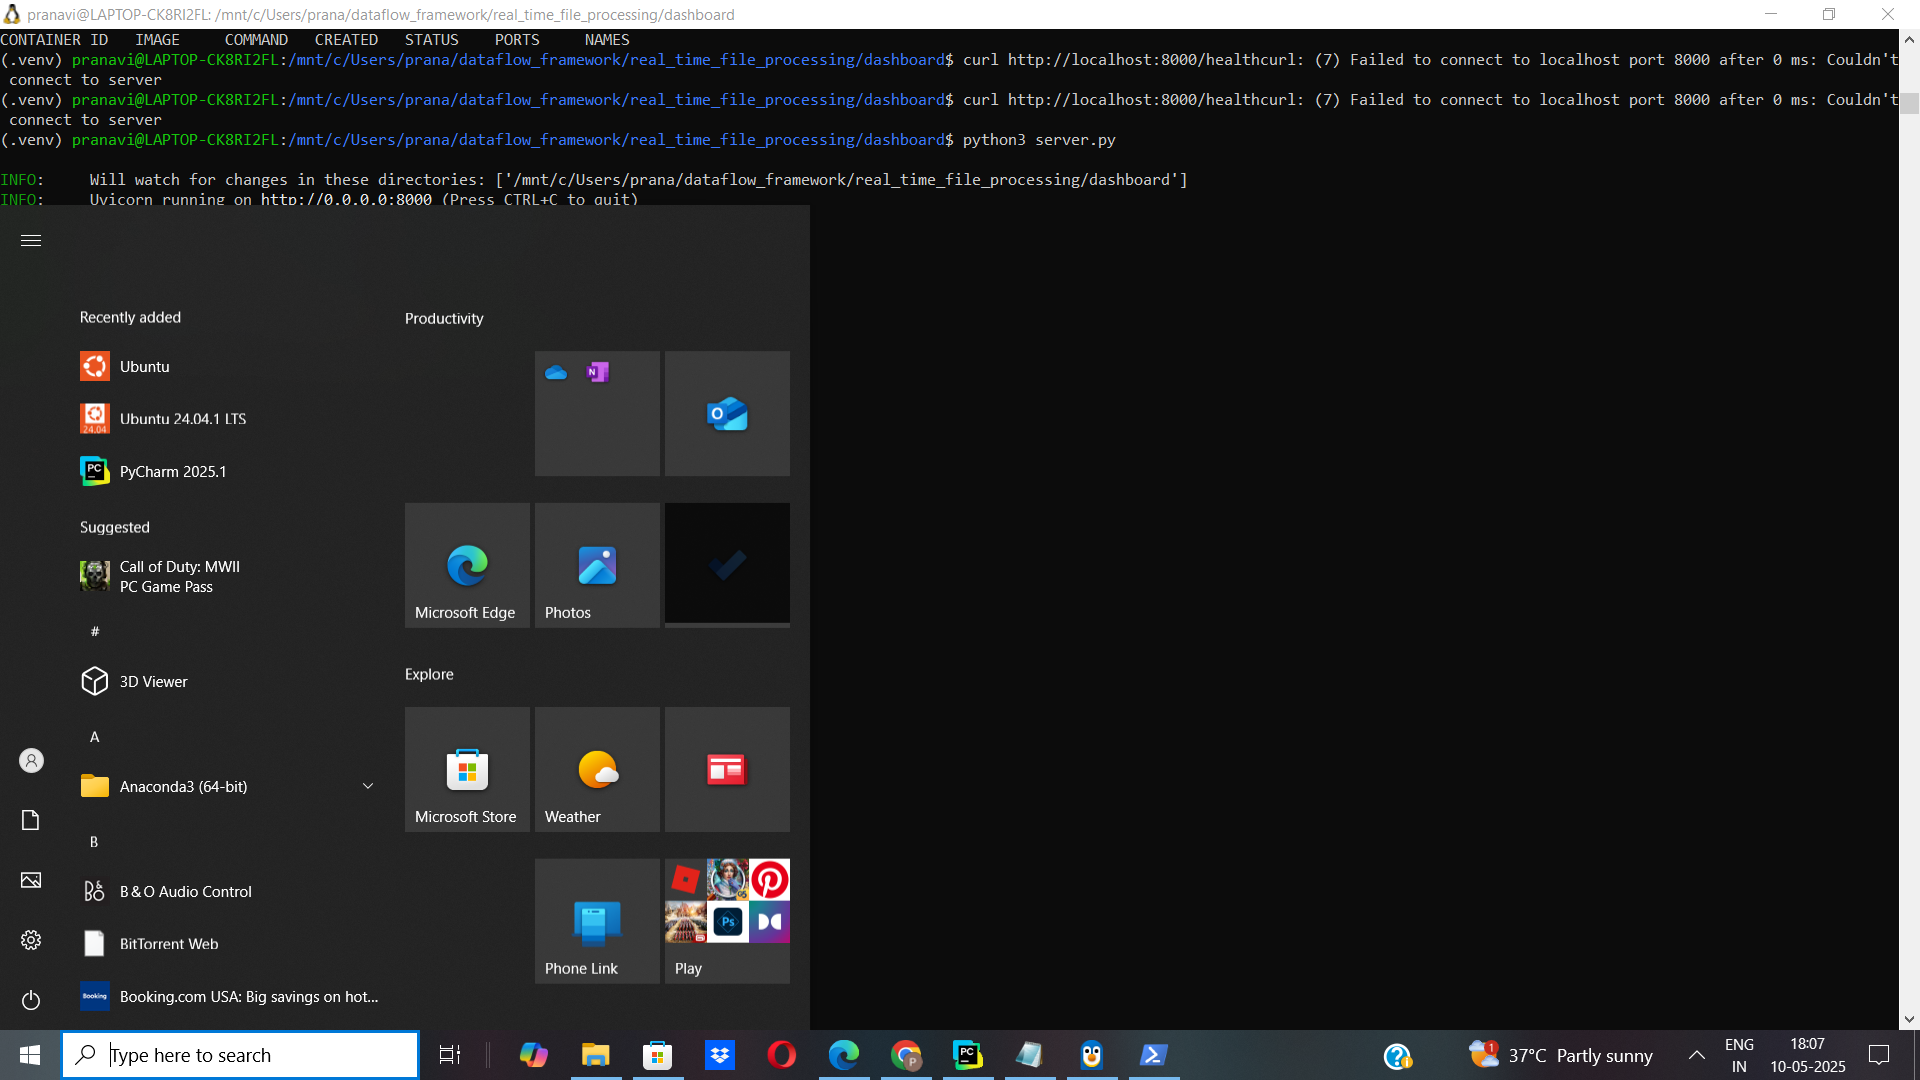 pranavi@LAPTOP-CK8RI2FL: /mnt/c/Users/prana/dataflow_framework/real_time_file_processing/dashboard
CONTAINER ID   IMAGE     COMMAND   CREATED   STATUS    PORTS     NAMES
(.venv) pranavi@LAPTOP-CK8RI2FL:/mnt/c/Users/prana/dataflow_framework/real_time_file_processing/dashboard$ curl http://localhost:8000/healthcurl: (7) Failed to connect to localhost port 8000 after 0 ms: Couldn't
 connect to server
(.venv) pranavi@LAPTOP-CK8RI2FL:/mnt/c/Users/prana/dataflow_framework/real_time_file_processing/dashboard$ curl http://localhost:8000/healthcurl: (7) Failed to connect to localhost port 8000 after 0 ms: Couldn't
 connect to server
(.venv) pranavi@LAPTOP-CK8RI2FL:/mnt/c/Users/prana/dataflow_framework/real_time_file_processing/dashboard$ python3 server.py
INFO:     Will watch for changes in these directories: ['/mnt/c/Users/prana/dataflow_framework/real_time_file_processing/dashboard']
INFO:     Uvicorn running on http://0.0.0.0:8000 (Press CTRL+C to quit)
Recently added
Ubuntu
Ubuntu 24.04.1 LTS
PyCharm 2025.1
Suggested
Call of Duty: MWII
PC Game Pass
#
3D Viewer
A
Anaconda3 (64-bit)
B
B & O Audio Control
BitTorrent Web
Booking
Booking.com USA: Big savings on hot...
Productivity
Microsoft Edge
Photos
Explore
Microsoft Store
Weather
Phone Link
Play
Type here to search
37°C Partly sunny
ENG
IN
18:07
10-05-2025